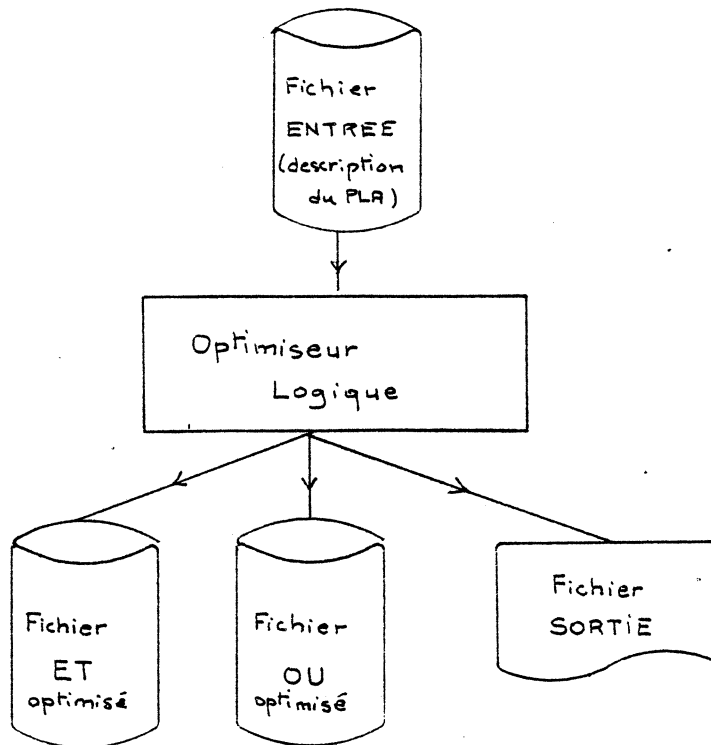 Fichier
ENTREE
(description
du PLA)
Optimiseur
Logique
Fichier
ET
optimisé
Fichier
OU
optimisé
Fichier
SORTIE